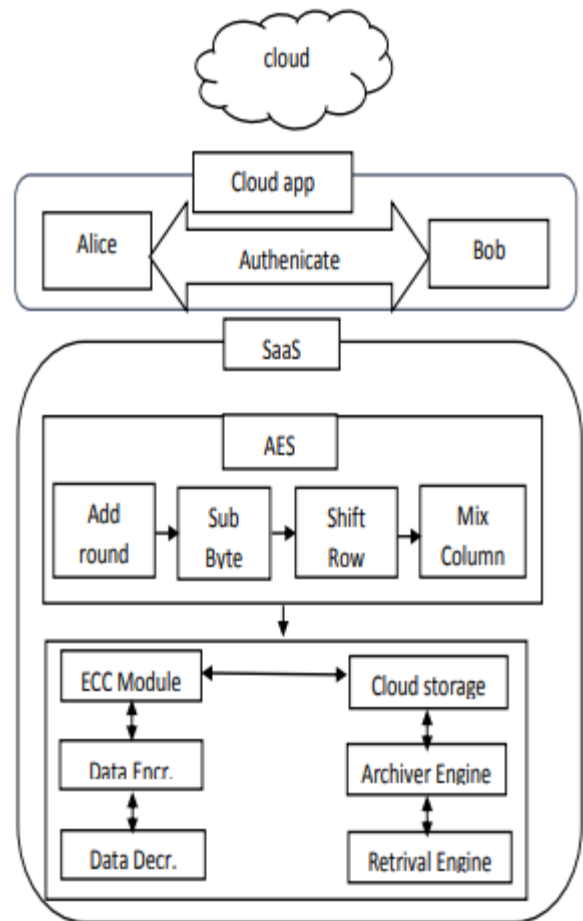 cloud
Cloud app
Alice
Authenicate
Bob
SaaS
AES
Add
round
Sub
Byte
Shift
Row
Mix
Column
ECC Module
Cloud storage
Data Encr.
Archiver Engine
Data Decr.
Retrival Engine